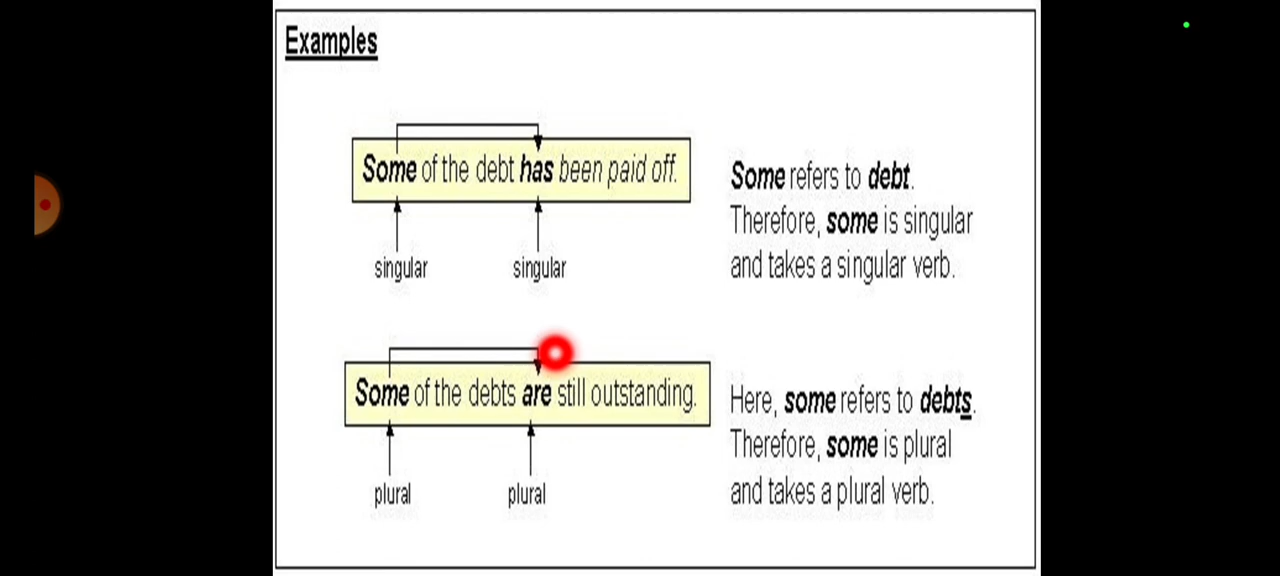 Examples
Some of the debt has been paid off.
singular singular
Some refers to debt.
Therefore, some is singular
and takes a singular verb.
Some of the debts are still outstanding.
plural plural
Here, some refers to debts.
Therefore, some is plural
and takes a plural verb.